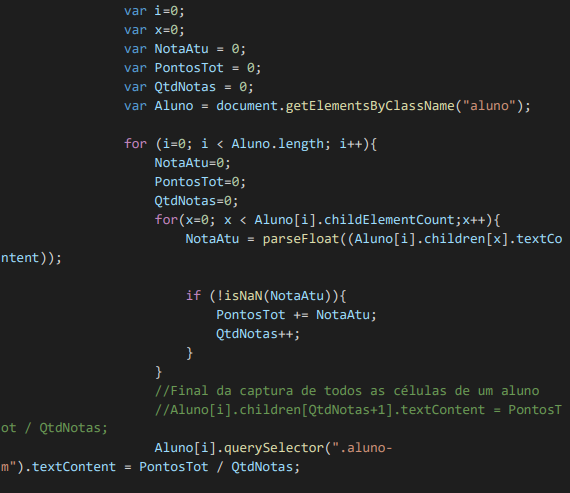 var i=0;
var x=0;
var NotaAtu = 0;
var PontosTot = 0;
var QtdNotas = 0;
var Aluno = document.getElementsByClassName("aluno");
for (i=0; i < Aluno.length; i++){
NotaAtu=0;
PontosTot=0;
QtdNotas=0;
for(x=0; x < Aluno[i].childElementCount;x++){
NotaAtu = parseFloat((Aluno[i].children[x].textCo
ntent));
if (!isNaN(NotaAtu)){
PontosTot += NotaAtu;
QtdNotas++;
}
}
//Final da captura de todos as células de um aluno
//Aluno[i].children[QtdNotas+1].textContent = PontosT
ot / QtdNotas;
Aluno[i].querySelector(".aluno-
m").textContent = PontosTot / QtdNotas;